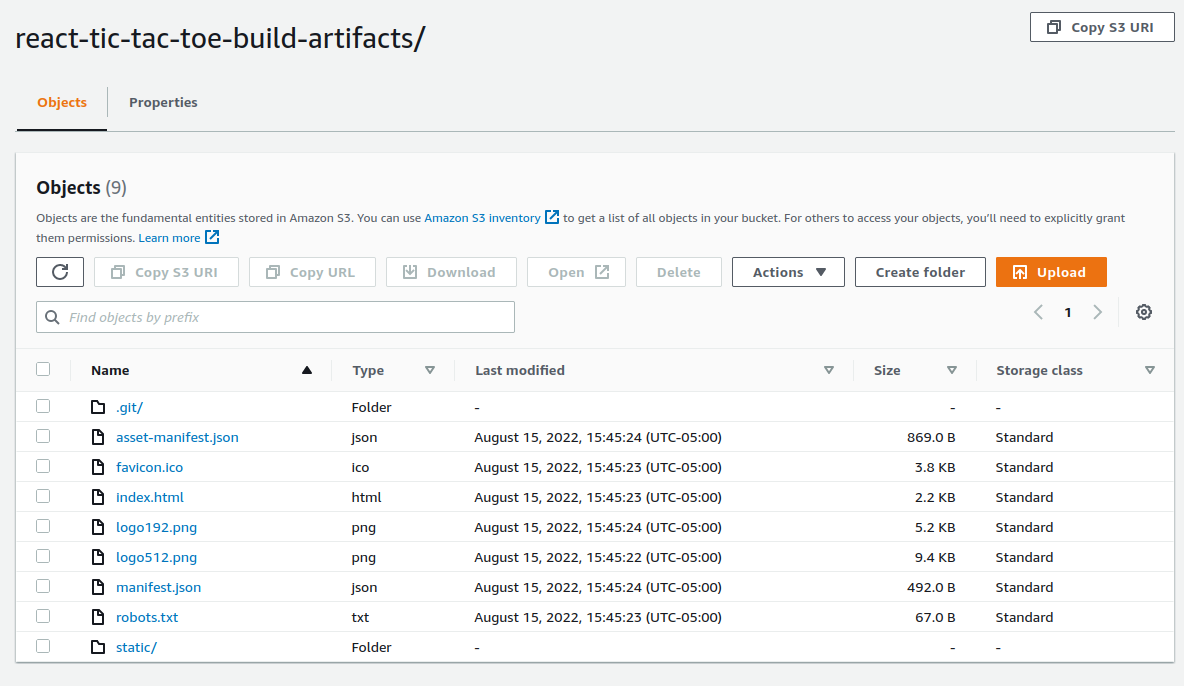 react-tic-tac-toe-build-artifacts/
Copy S3 URI
Objects
Properties
Objects (9)
Objects are the fundamental entities stored in Amazon S3. You can use Amazon S3 inventory to get a list of all objects in your bucket. For others to access your objects, you'll need to explicitly grant
them permissions. Learn more
Copy S3 URI
Copy URL
Download
Open
Delete
Actions
Create folder
Upload
Find objects by prefix
1
Name Type Last modified Size Storage class
.git/ Folder - - -
asset-manifest.json json August 15, 2022, 15:45:24 (UTC-05:00) 869.0 B Standard
favicon.ico ico August 15, 2022, 15:45:23 (UTC-05:00) 3.8 KB Standard
index.html html August 15, 2022, 15:45:23 (UTC-05:00) 2.2 KB Standard
logo192.png png August 15, 2022, 15:45:24 (UTC-05:00) 5.2 KB Standard
logo512.png png August 15, 2022, 15:45:22 (UTC-05:00) 9.4 KB Standard
manifest.json json August 15, 2022, 15:45:24 (UTC-05:00) 492.0 B Standard
robots.txt txt August 15, 2022, 15:45:23 (UTC-05:00) 67.0 B Standard
static/ Folder - - -